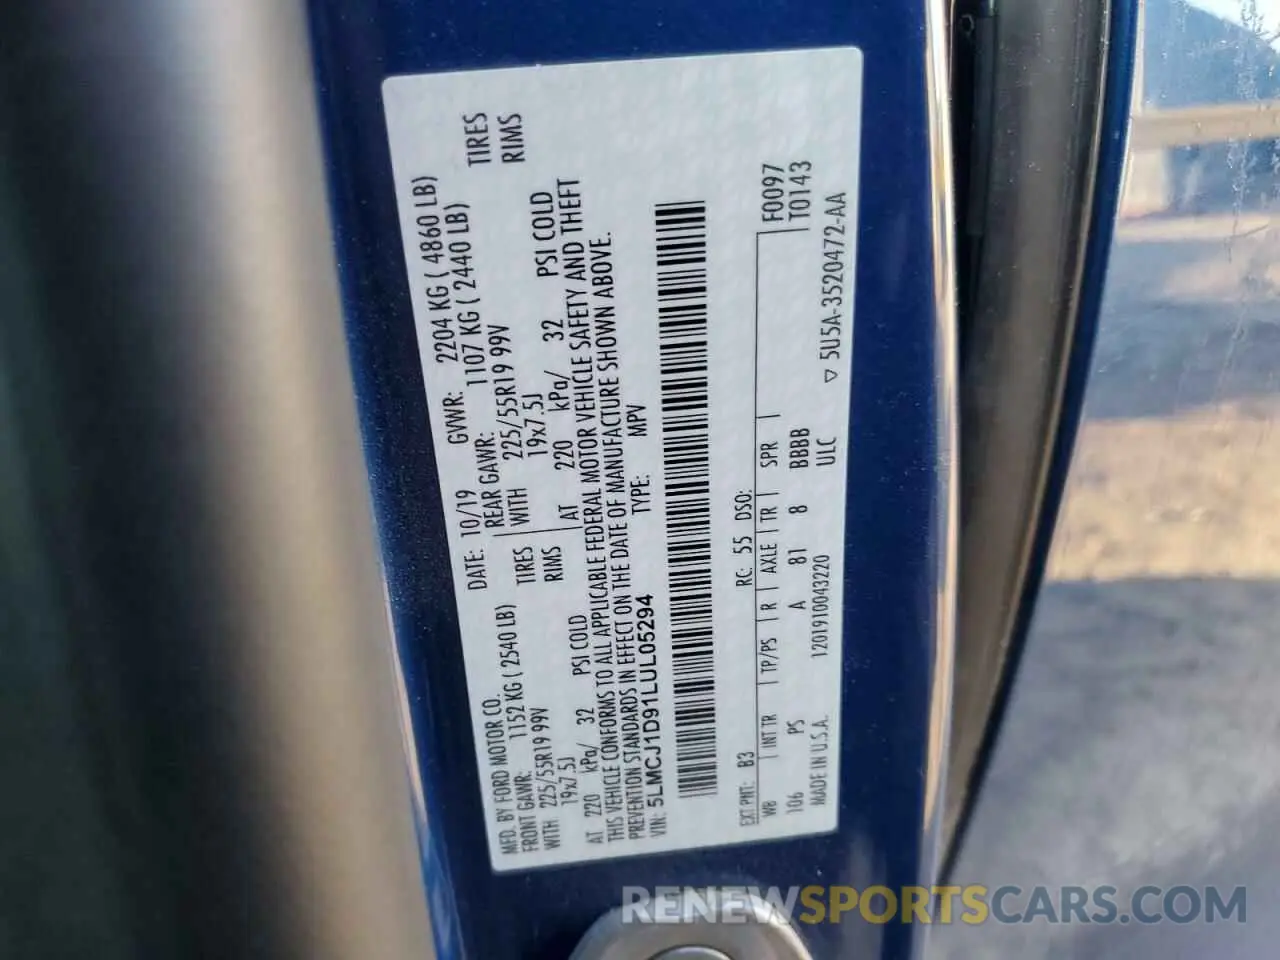 MFD. BY FORD MOTOR CO. DATE: 10/19 GVWR: 2204 KG ( 4860 LB)
FRONT GAWR: 1152 KG ( 2540 LB) REAR GAWR: 1107 KG ( 2440 LB)
WITH 225/55R19 99V TIRES WITH 225/55R19 99V TIRES
19x7.5J RIMS 19x7.5J RIMS
AT 220 kPa/ 32 PSI COLD AT 220 kPa/ 32 PSI COLD
THIS VEHICLE CONFORMS TO ALL APPLICABLE FEDERAL MOTOR VEHICLE SAFETY AND THEFT
PREVENTION STANDARDS IN EFFECT ON THE DATE OF MANUFACTURE SHOWN ABOVE.
VIN: 5LMCJ1D91LUL05294 TYPE: MPV
EXT PNT: B3 RC: 55 DSO: F0097
WB INT TR TP/PS R AXLE TR SPR T0143
106 PS A 81 8 BBBB
MADE IN U.S.A. 1201910043220 ULC
▽ 5U5A-3520472-AA
RENEWSPORTSCARS.COM